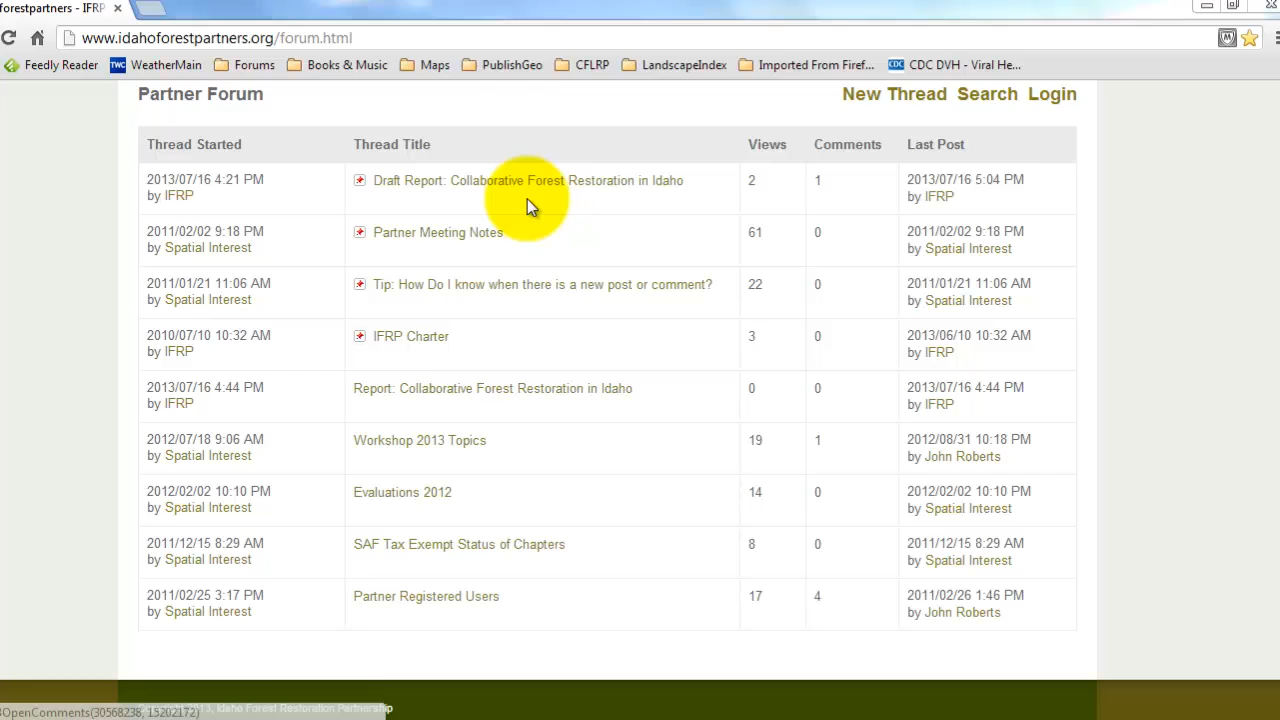 forestpartners - IFRP
www.idahoforestpartners.org/forum.html
Feedly Reader TWC WeatherMain Forums Books & Music Maps PublishGeo CFLRP LandscapeIndex Imported From Firef... CDC CDC DVH - Viral He...
Partner Forum New Thread Search Login
Thread Started Thread Title Views Comments Last Post
2013/07/16 4:21 PM Draft Report: Collaborative Forest Restoration in Idaho 2 1 2013/07/16 5:04 PM
by IFRP by IFRP
2011/02/02 9:18 PM Partner Meeting Notes 61 0 2011/02/02 9:18 PM
by Spatial Interest by Spatial Interest
2011/01/21 11:06 AM Tip: How Do I know when there is a new post or comment? 22 0 2011/01/21 11:06 AM
by Spatial Interest by Spatial Interest
2010/07/10 10:32 AM IFRP Charter 3 0 2013/06/10 10:32 AM
by IFRP by IFRP
2013/07/16 4:44 PM Report: Collaborative Forest Restoration in Idaho 0 0 2013/07/16 4:44 PM
by IFRP by IFRP
2012/07/18 9:06 AM Workshop 2013 Topics 19 1 2012/08/31 10:18 PM
by Spatial Interest by John Roberts
2012/02/02 10:10 PM Evaluations 2012 14 0 2012/02/02 10:10 PM
by Spatial Interest by Spatial Interest
2011/12/15 8:29 AM SAF Tax Exempt Status of Chapters 8 0 2011/12/15 8:29 AM
by Spatial Interest by Spatial Interest
2011/02/25 3:17 PM Partner Registered Users 17 4 2011/02/26 1:46 PM
by Spatial Interest by John Roberts
2013, Idaho Forest Restoration Partnership
OpenComments(30568238, 15202172)